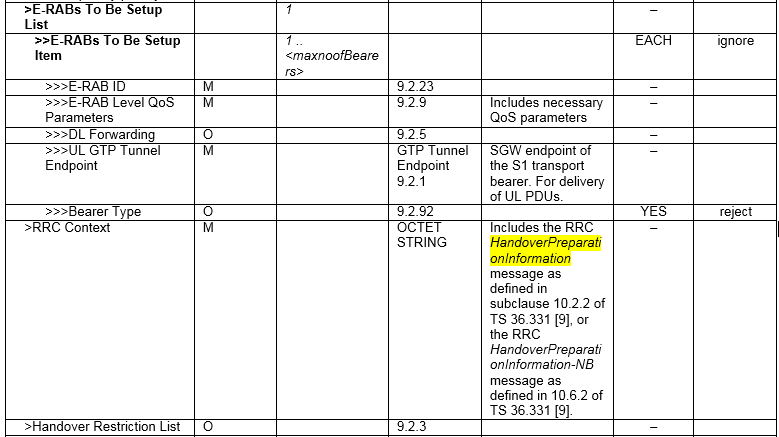 >E-RABs To Be Setup List 1 –
>>E-RABs To Be Setup Item 1 .. <maxnoofBearers> EACH ignore
>>>E-RAB ID M 9.2.23 –
>>>E-RAB Level QoS Parameters M 9.2.9 Includes necessary QoS parameters –
>>>DL Forwarding O 9.2.5 –
>>>UL GTP Tunnel Endpoint M GTP Tunnel Endpoint 9.2.1 SGW endpoint of the S1 transport bearer. For delivery of UL PDUs. –
>>>Bearer Type O 9.2.92 YES reject
>RRC Context M OCTET STRING Includes the RRC HandoverPreparationInformation message as defined in subclause 10.2.2 of TS 36.331 [9], or the RRC HandoverPreparationInformation-NB message as defined in 10.6.2 of TS 36.331 [9]. –
>Handover Restriction List O 9.2.3 –